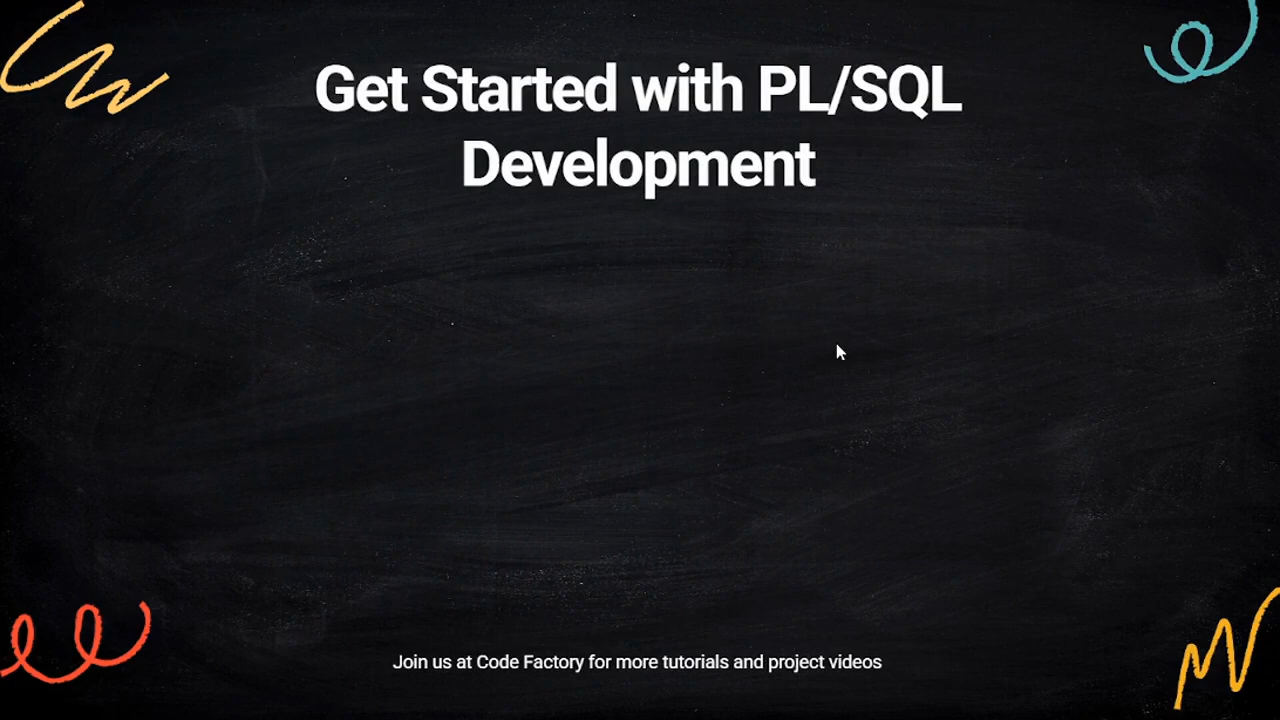 Get Started with PL/SQL
Development
Join us at Code Factory for more tutorials and project videos